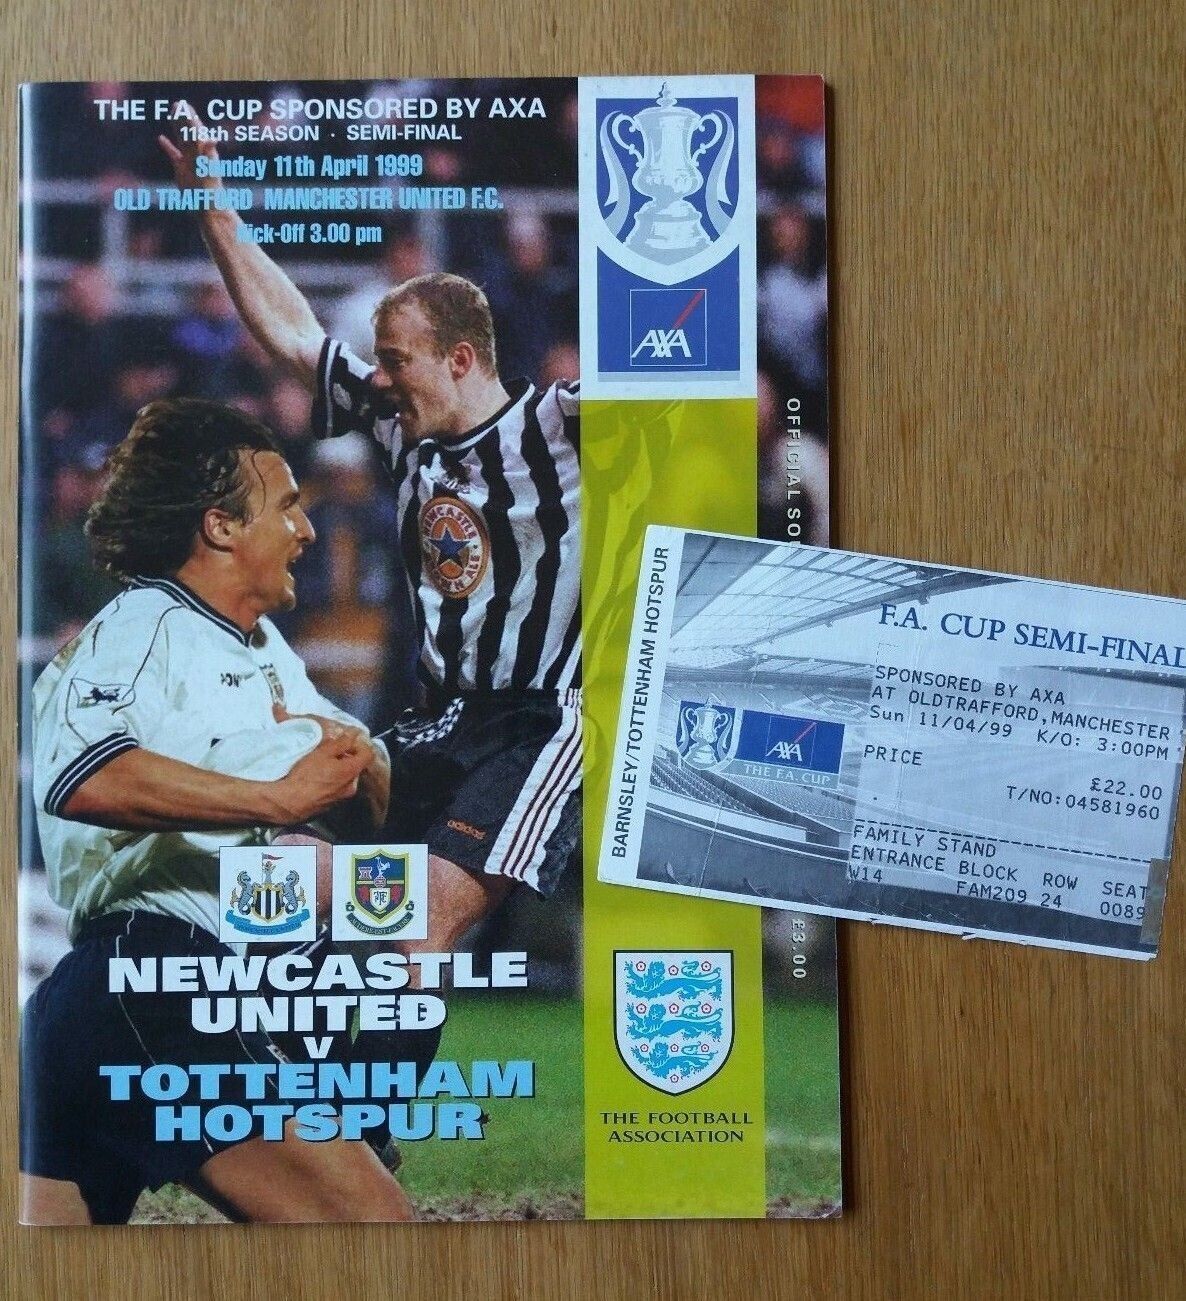 THE F.A. CUP SPONSORED BY AXA
118th SEASON · SEMI-FINAL
Sunday 11th April 1999
OLD TRAFFORD MANCHESTER UNITED F.C.
Kick-Off 3.00 pm
AXA
OFFICIAL SO
£3.00
NEWCASTLE
adidas
NEWCASTLE
UNITED
V
TOTTENHAM
HOTSPUR
THE FOOTBALL
ASSOCIATION
BARNSLEY/TOTTENHAM HOTSPUR
F.A. CUP SEMI-FINAL
SPONSORED BY AXA
AT OLDTRAFFORD,MANCHESTER
Sun 11/04/99 K/O: 3:00PM
PRICE
£22.00
T/NO:04581960
AXA
THE F.A. CUP
FAMILY STAND
ENTRANCE BLOCK ROW SEAT
W14 FAM209 24 0089